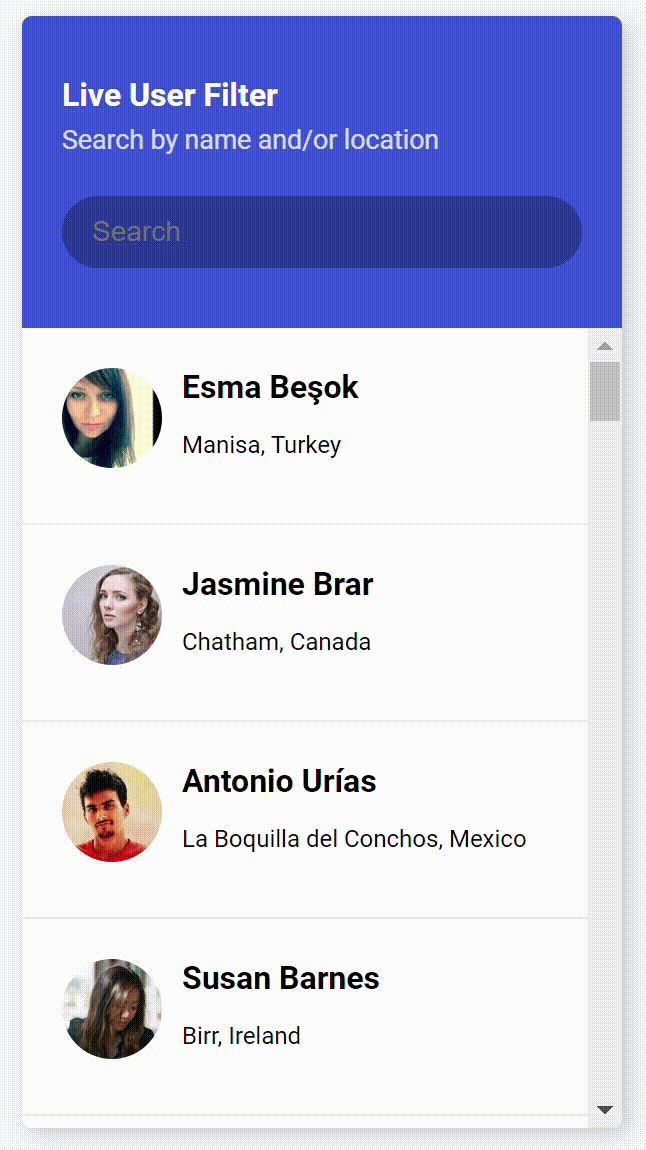 Live User Filter
Search by name and/or location
Search
Esma Beşok
Manisa, Turkey
Jasmine Brar
Chatham, Canada
Antonio Urías
La Boquilla del Conchos, Mexico
Susan Barnes
Birr, Ireland